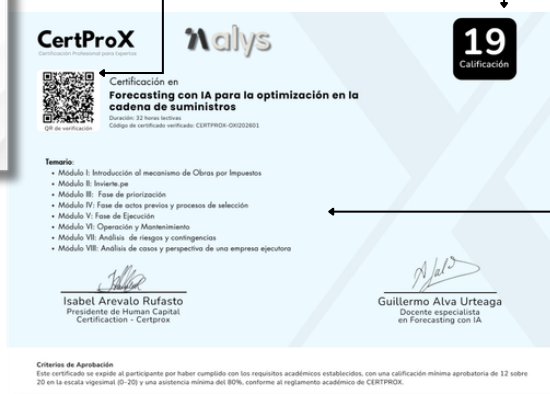 CertProX
Certificación Profesional para Expertos
nalys
19
Calificación
QR de verificación
Certificación en
Forecasting con IA para la optimización en la
cadena de suministros
Duración: 32 horas lectivas
Código de certificado verificado: CERTPROX-OXI202601
Temario:
• Módulo I: Introducción al mecanismo de Obras por Impuestos
• Módulo II: Invierte.pe
• Módulo III: Fase de priorización
• Módulo IV: Fase de actos previos y procesos de selección
• Módulo V: Fase de Ejecución
• Módulo VI: Operación y Mantenimiento
• Módulo VII: Análisis de riesgos y contingencias
• Módulo VIII: Análisis de casos y perspectiva de una empresa ejecutora
Isabel Arevalo Rufasto
Presidente de Human Capital
Certificaction - Certprox
Guillermo Alva Urteaga
Docente especialista
en Forecasting con IA
Criterios de Aprobación
Este certificado se expide al participante por haber cumplido con los requisitos académicos establecidos, con una calificación mínima aprobatoria de 12 sobre
20 en la escala vigesimal (0-20) y una asistencia mínima del 80%, conforme al reglamento académico de CERTPROX.